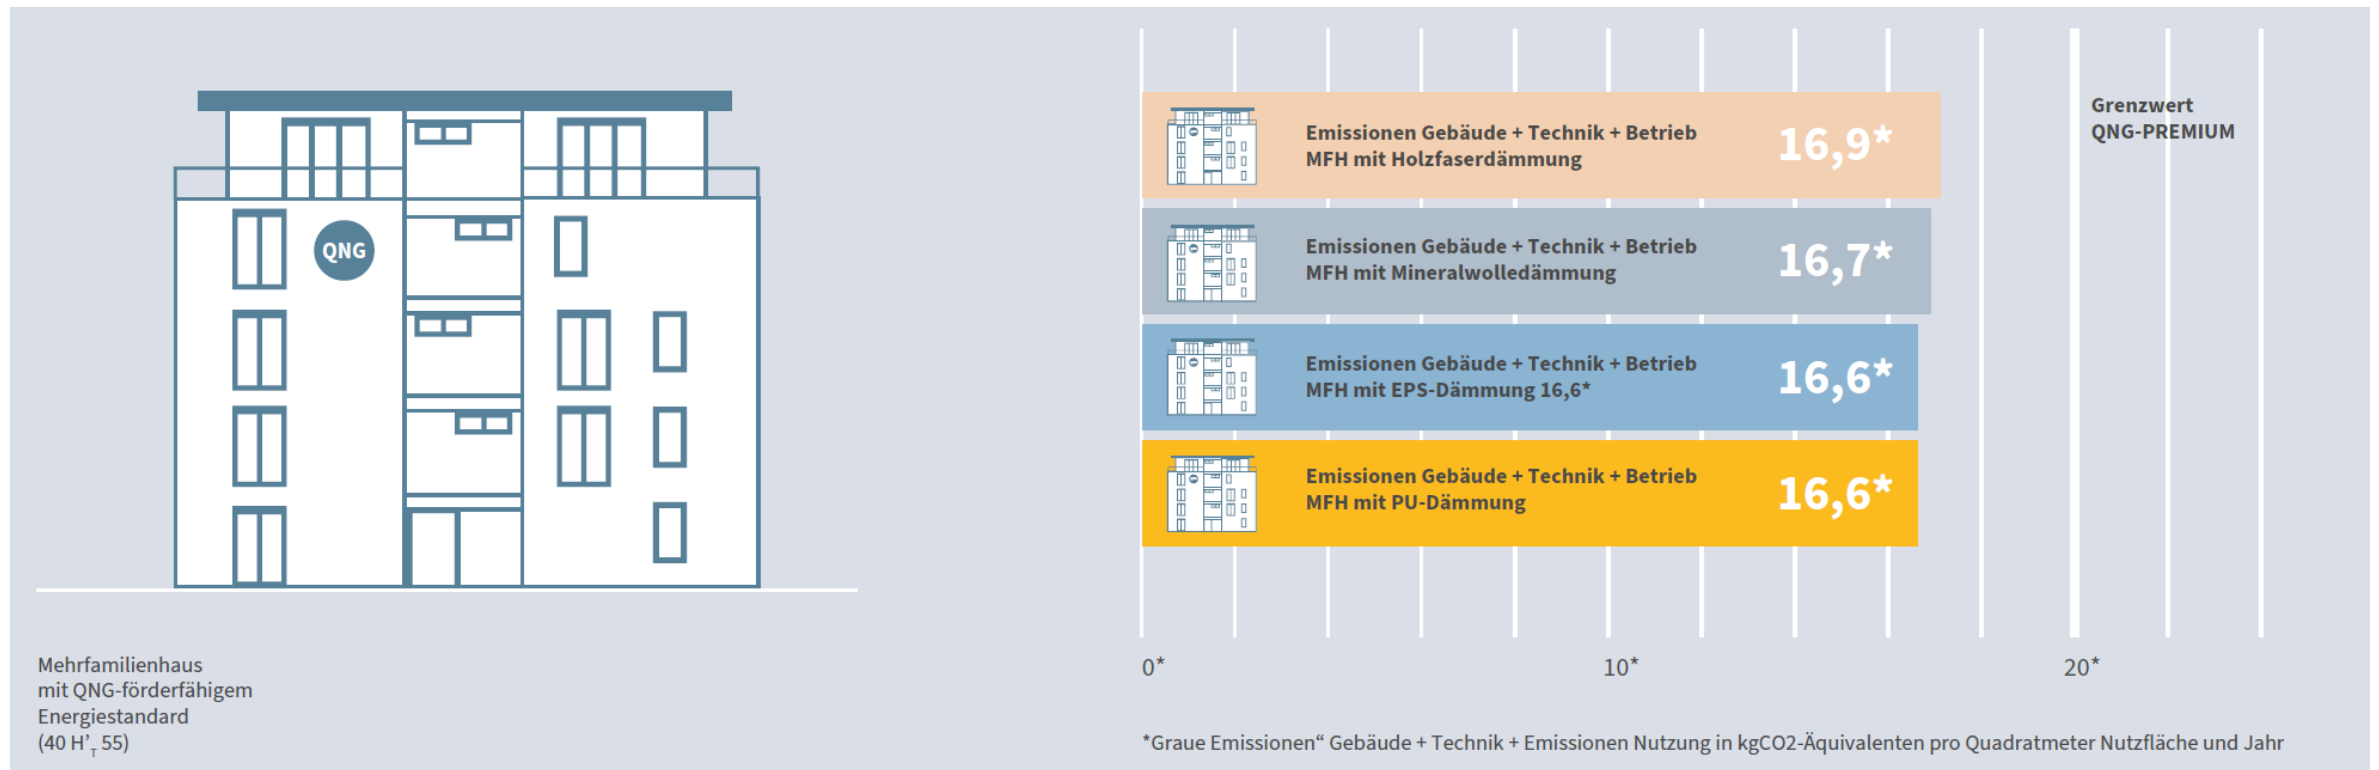 QNG
Mehrfamilienhaus
mit QNG-förderfähigem
Energiestandard
(40 H’T 55)
Emissionen Gebäude + Technik + Betrieb
MFH mit Holzfaserdämmung
16,9*
Emissionen Gebäude + Technik + Betrieb
MFH mit Mineralwolledämmung
16,7*
Emissionen Gebäude + Technik + Betrieb
MFH mit EPS-Dämmung 16,6*
16,6*
Emissionen Gebäude + Technik + Betrieb
MFH mit PU-Dämmung
16,6*
Grenzwert
QNG-PREMIUM
0*
10*
20*
*Graue Emissionen“ Gebäude + Technik + Emissionen Nutzung in kgCO2-Äquivalenten pro Quadratmeter Nutzfläche und Jahr